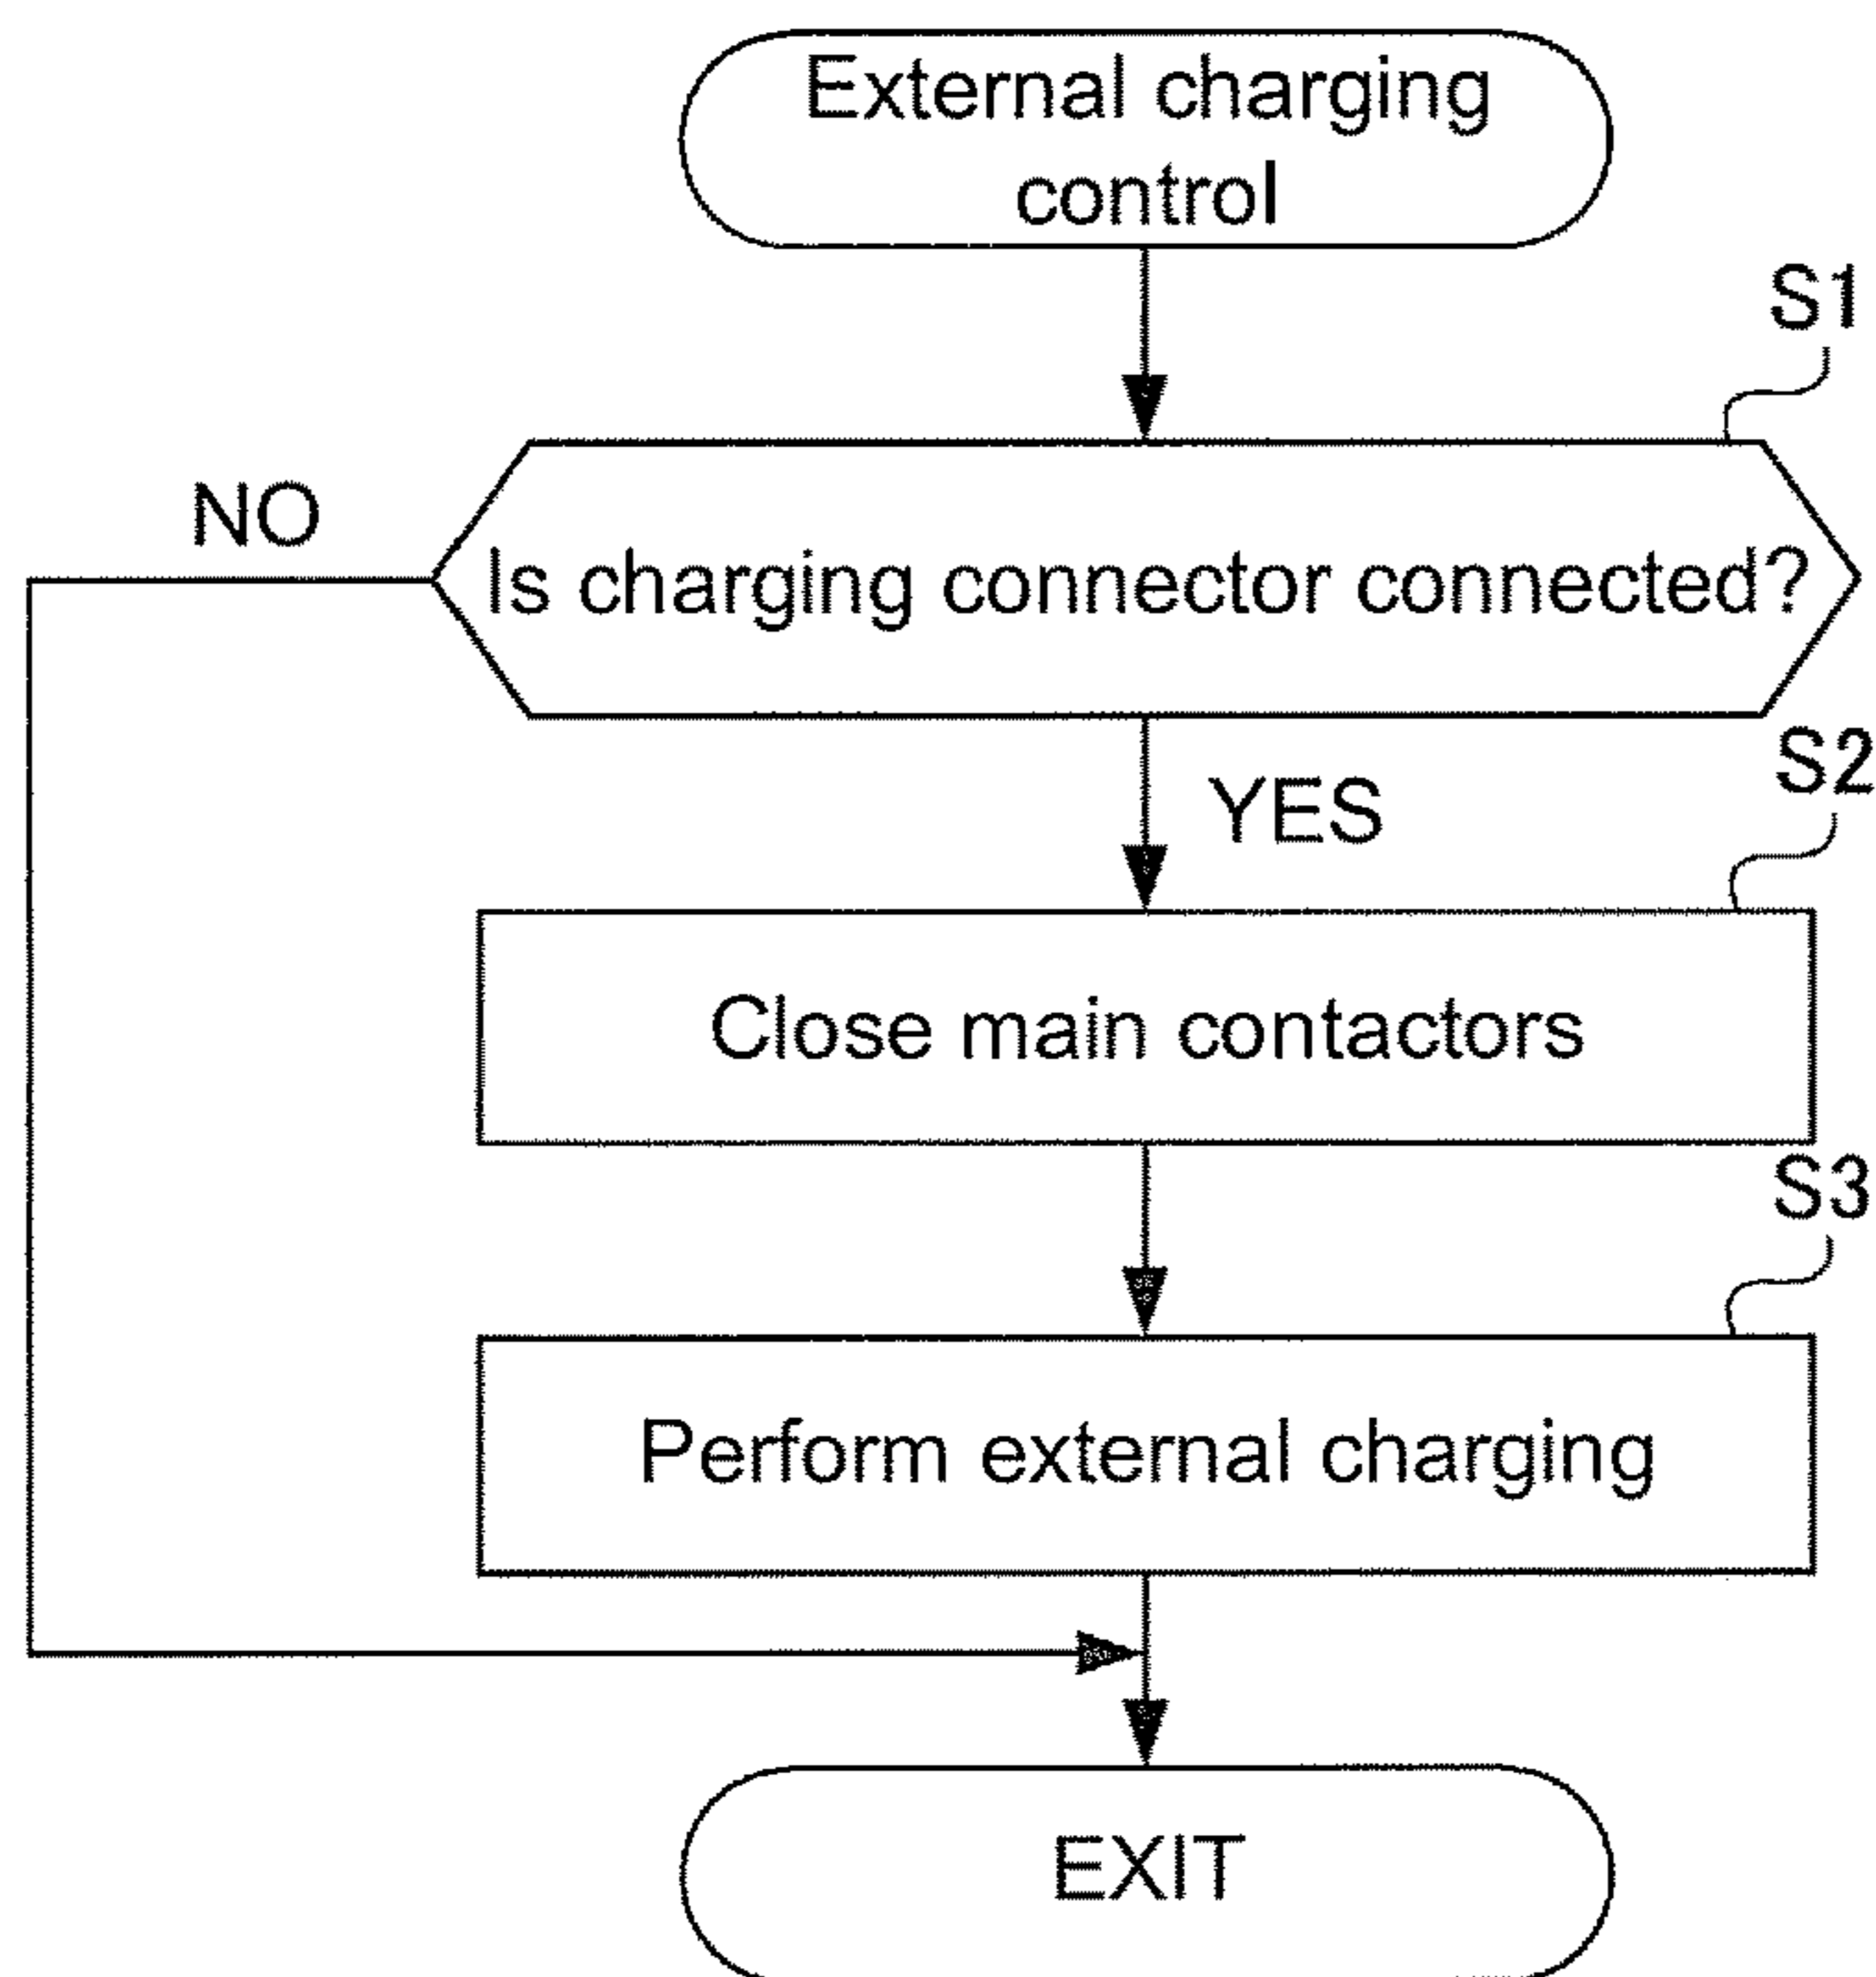 External charging
control
S1
NO
Is charging connector connected?
YES
S2
Close main contactors
S3
Perform external charging
EXIT